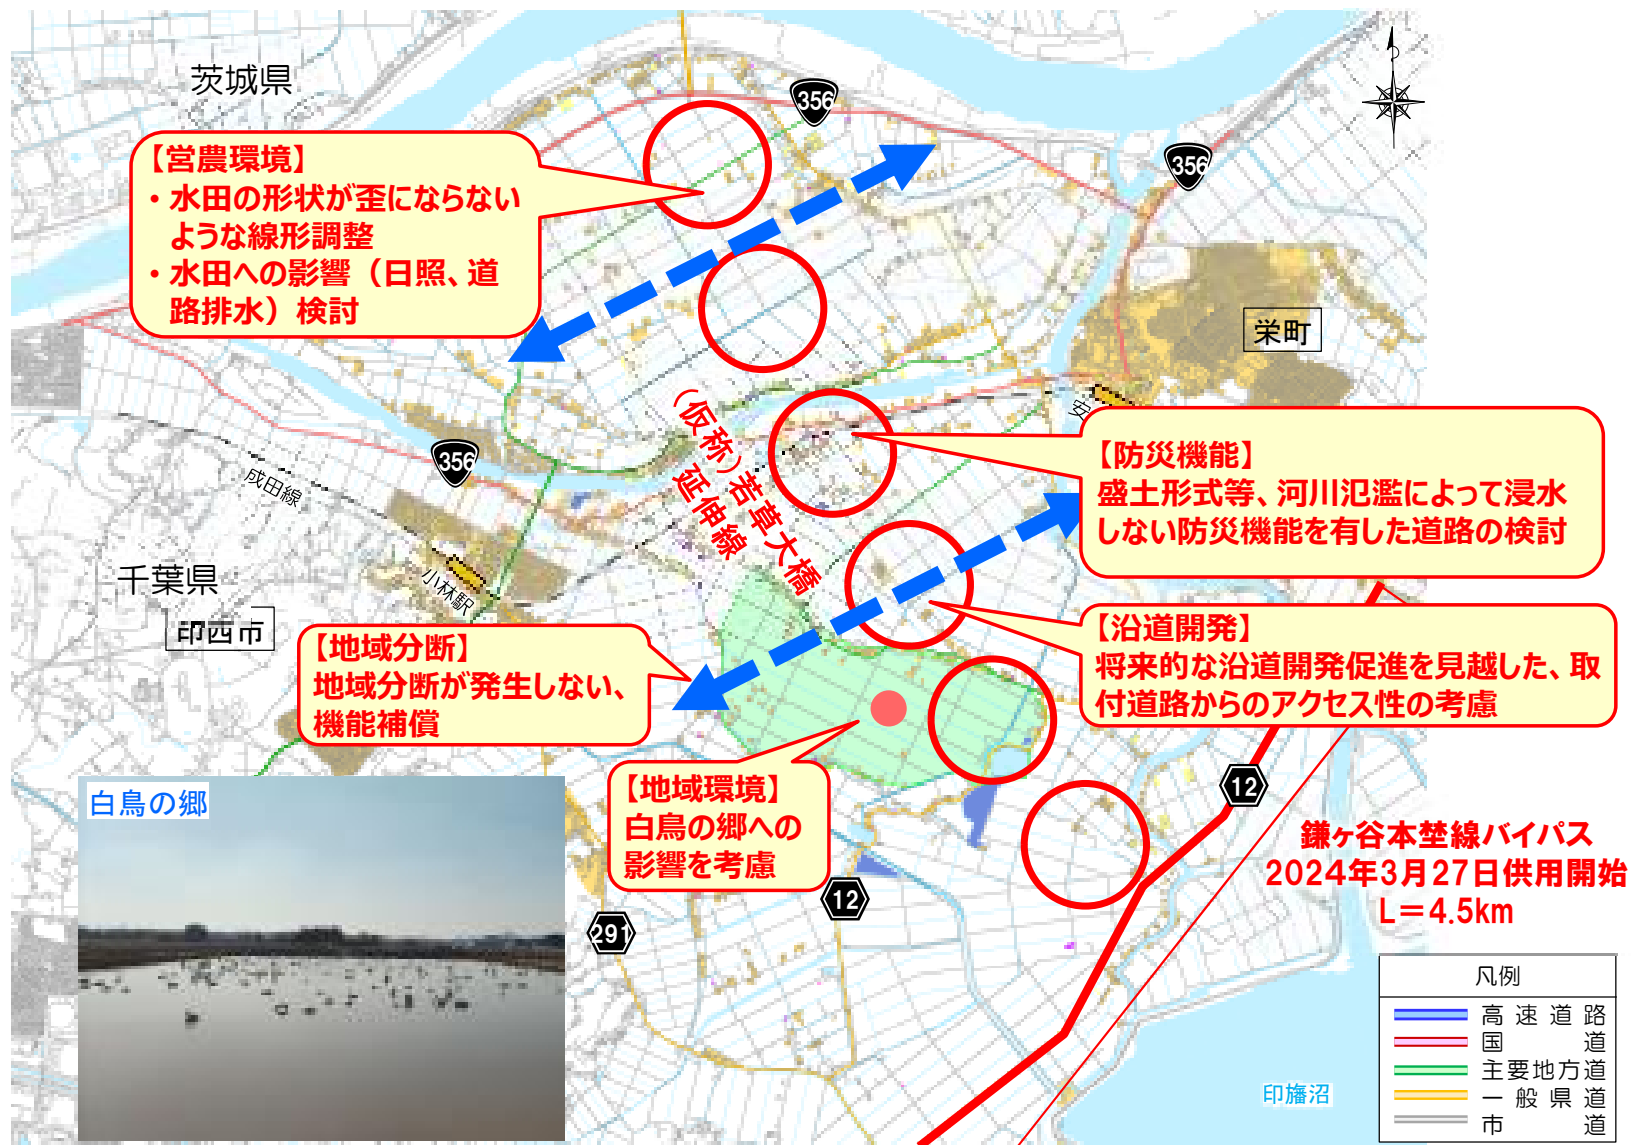 茨城県
356
356
【営農環境】
・水田の形状が歪にならない
ような線形調整
・水田への影響（日照、道
路排水）検討
栄町
安
（仮称）若草大橋
延伸線
356
成田線
【防災機能】
盛土形式等、河川氾濫によって浸水
しない防災機能を有した道路の検討
千葉県
小林駅
印西市
【沿道開発】
将来的な沿道開発促進を見越した、取
付道路からのアクセス性の考慮
【地域分断】
地域分断が発生しない、
機能補償
【地域環境】
白鳥の郷への
影響を考慮
白鳥の郷
12
12
291
鎌ヶ谷本埜線バイパス
2024年3月27日供用開始
L＝4.5km
凡例
高速道路
国道
主要地方道
一般県道
市道
印旛沼